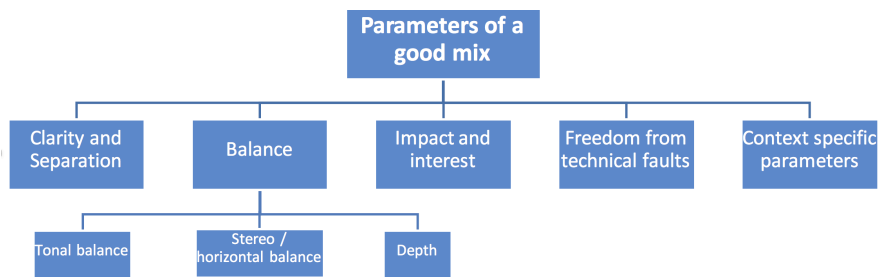 Parameters of a
good mix
Clarity and
Separation
Balance
Impact and
interest
Freedom from
technical faults
Context specific
parameters
Tonal balance
Stereo /
horizontal balance
Depth